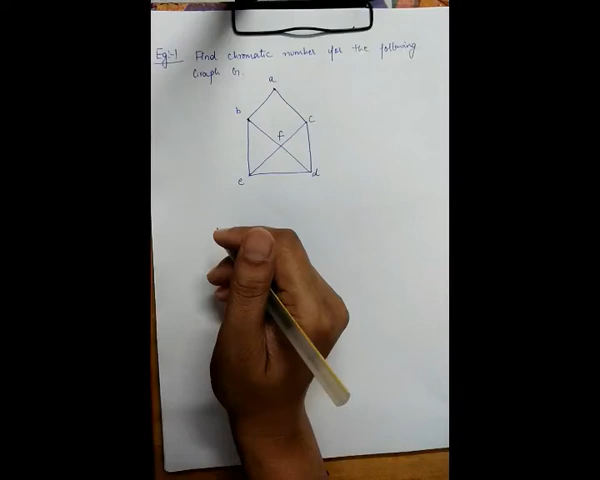 Eg:-1 Find chromatic number for the following
Graph G.
a
b
c
f
e
d